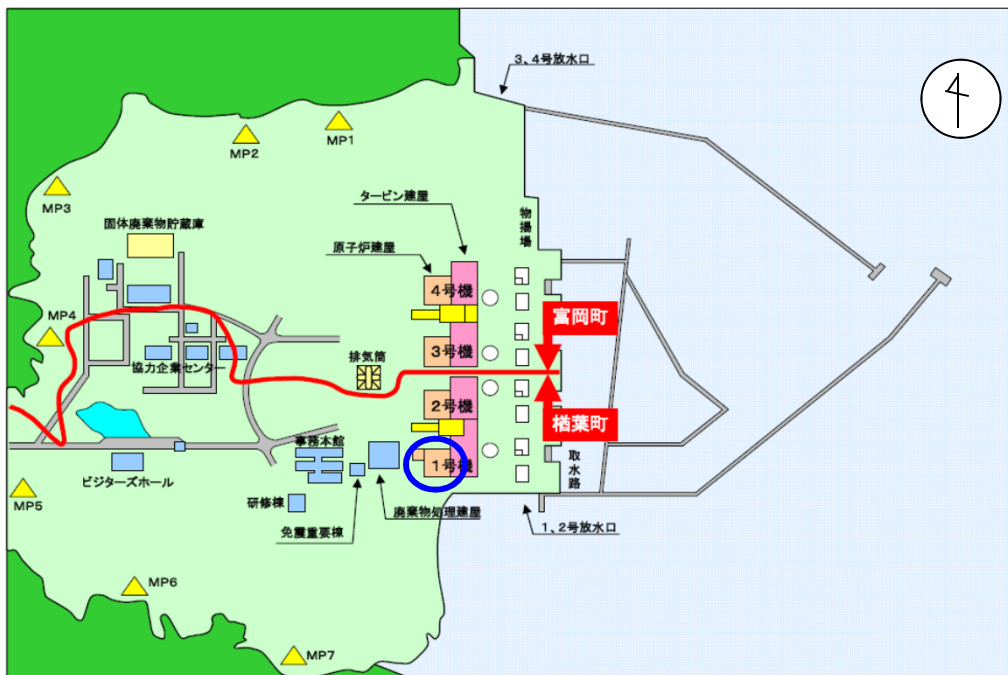 3、4号放水口
MP1
MP2
MP3
タービン建屋
物揚場
固体廃棄物貯蔵庫
原子炉建屋
4号機
富岡町
MP4
3号機
排気筒
協力企業センター
2号機
楢葉町
事務本館
1号機
取水路
ビジターズホール
MP5
研修棟
廃棄物処理建屋
免震重要棟
1、2号放水口
MP6
MP7